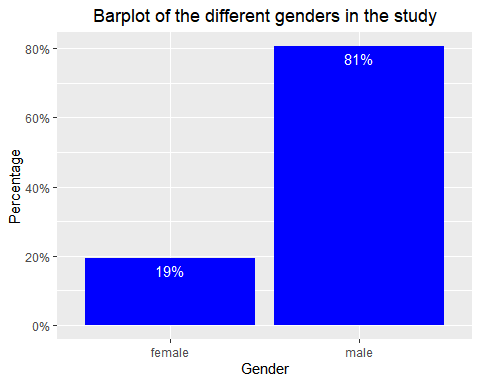 Barplot of the different genders in the study
80%
81%
60%
Percentage
40%
20%
19%
0%
female male
Gender